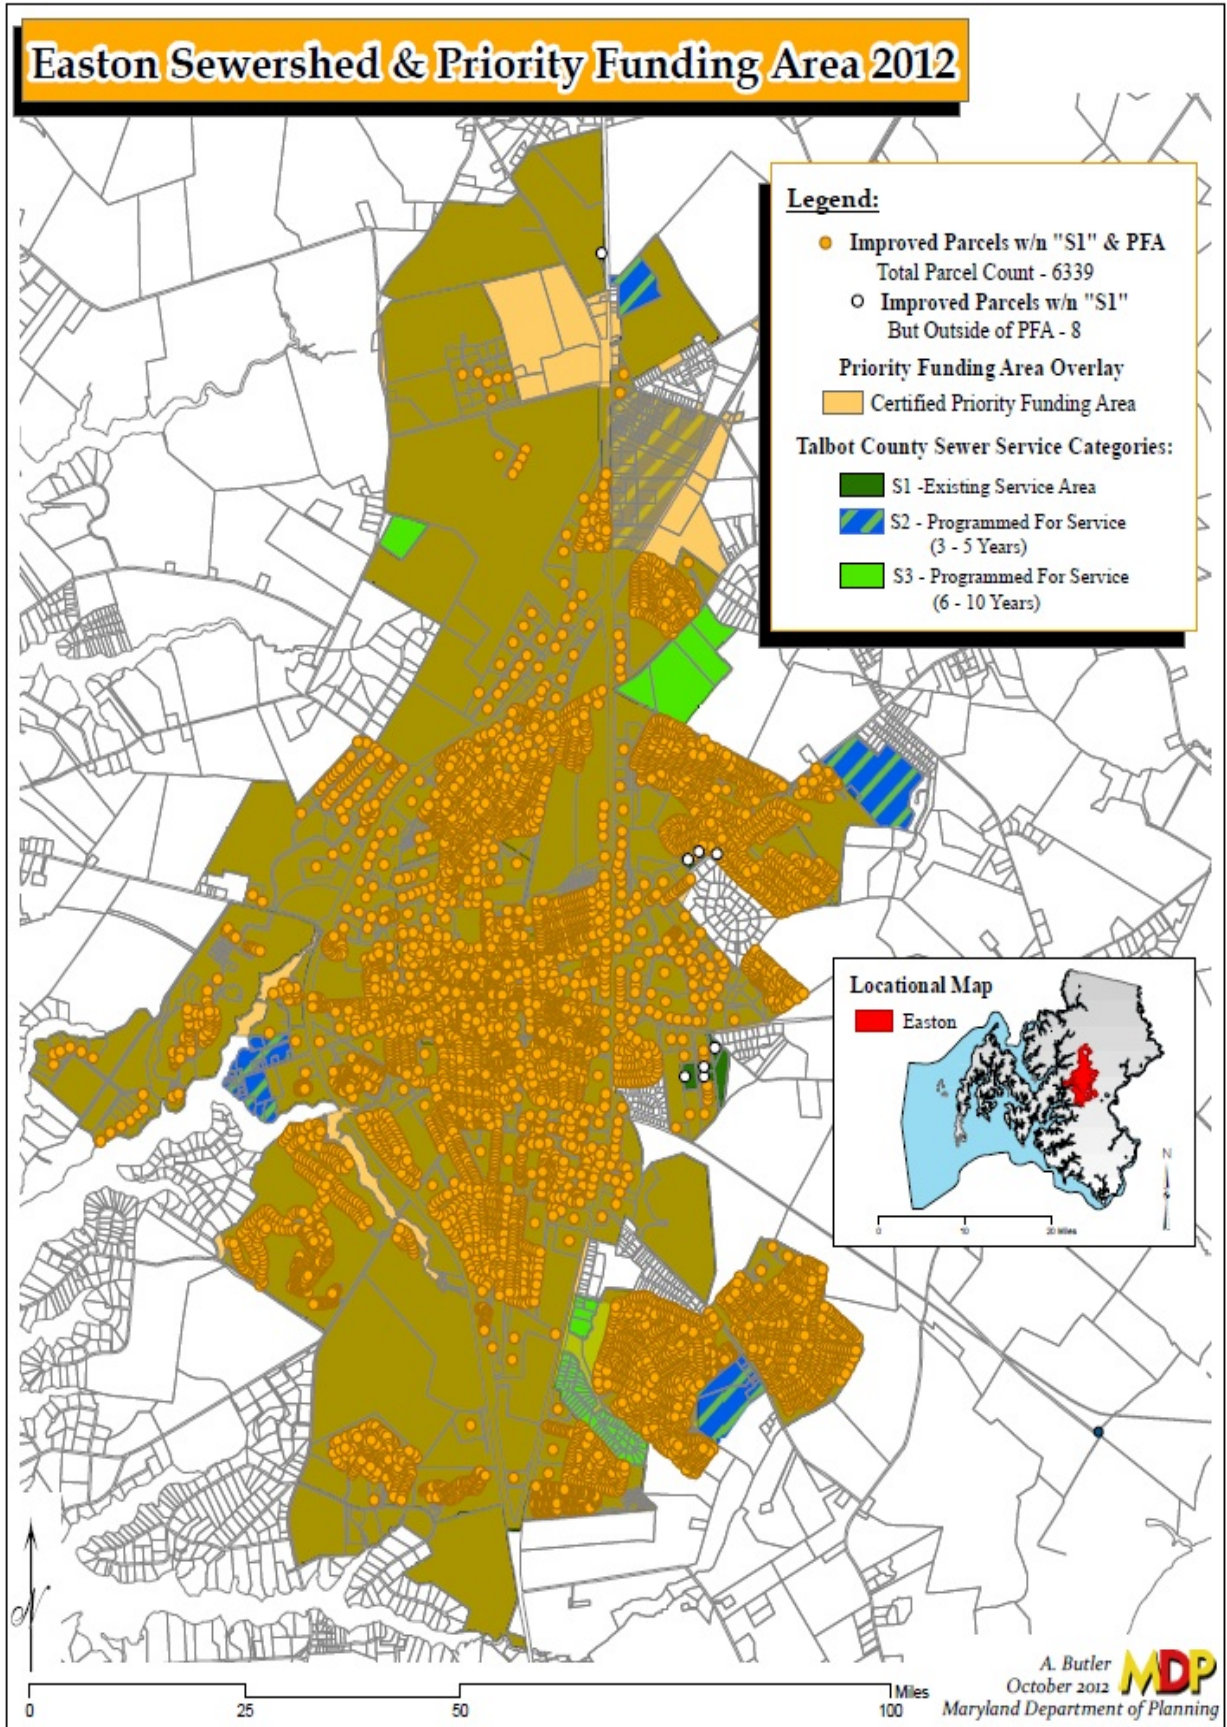 Easton Sewershed & Priority Funding Area 2012
Legend:
Improved Parcels w/n "S1" & PFA
Total Parcel Count - 6339
Improved Parcels w/n "S1"
But Outside of PFA - 8
Priority Funding Area Overlay
Certified Priority Funding Area
Talbot County Sewer Service Categories:
S1 -Existing Service Area
S2 - Programmed For Service
(3 - 5 Years)
S3 - Programmed For Service
(6 - 10 Years)
Locational Map
Easton
N
0 10 20 Miles
N
0 25 50 100 Miles
A. Butler
October 2012
Maryland Department of Planning
MDP